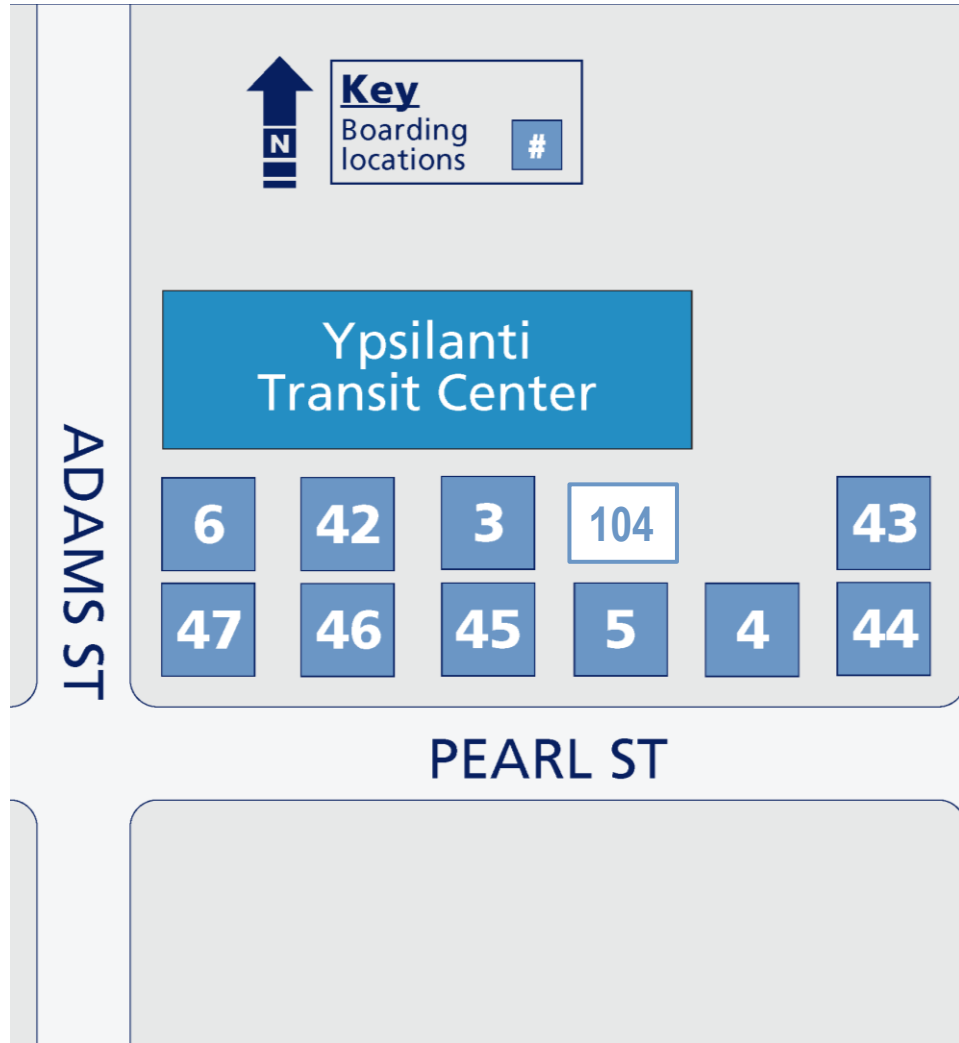 Key
Boarding
locations
#
N
Ypsilanti
Transit Center
6 42 3 104 43
47 46 45 5 4 44
ADAMS ST
PEARL ST